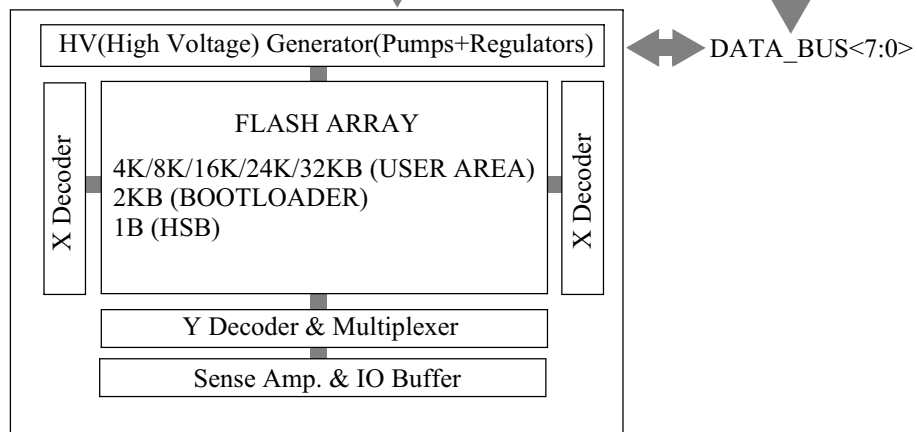 HV(High Voltage) Generator(Pumps+Regulators)
DATA_BUS<7:0>
X Decoder
FLASH ARRAY
4K/8K/16K/24K/32KB (USER AREA)
2KB (BOOTLOADER)
1B (HSB)
X Decoder
Y Decoder & Multiplexer
Sense Amp. & IO Buffer